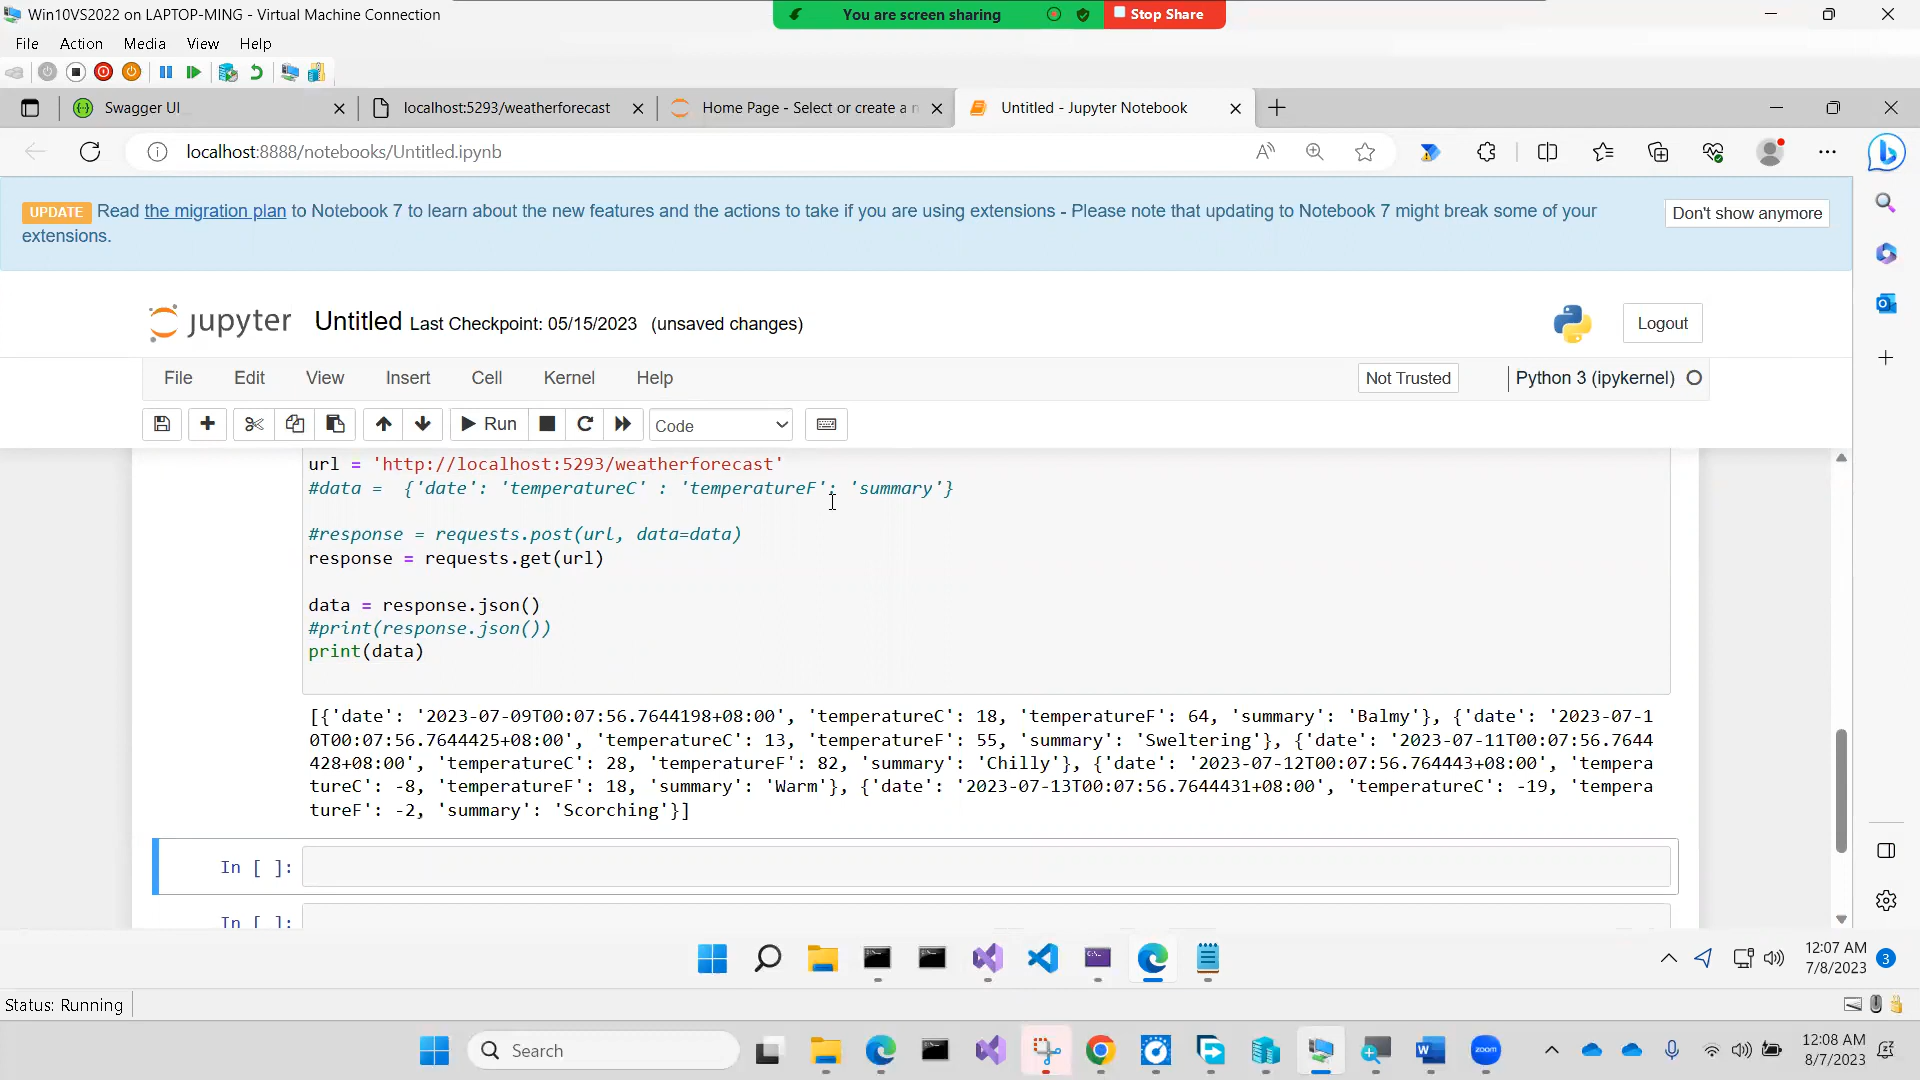 Win10VS2022 on LAPTOP-MING - Virtual Machine Connection
You are screen sharing
Stop Share
File Action Media View Help
Swagger UI
localhost:5293/weatherforecast
Home Page - Select or create a n
Untitled - Jupyter Notebook
localhost:8888/notebooks/Untitled.ipynb
UPDATE Read the migration plan to Notebook 7 to learn about the new features and the actions to take if you are using extensions - Please note that updating to Notebook 7 might break some of your
extensions.
Don't show anymore
jupyter Untitled Last Checkpoint: 05/15/2023 (unsaved changes)
Logout
File Edit View Insert Cell Kernel Help
Not Trusted
Python 3 (ipykernel)
Run
Code
url = 'http://localhost:5293/weatherforecast'
#data =  {'date': 'temperatureC' : 'temperatureF': 'summary'}
#response = requests.post(url, data=data)
response = requests.get(url)
data = response.json()
#print(response.json())
print(data)
[{'date': '2023-07-09T00:07:56.7644198+08:00', 'temperatureC': 18, 'temperatureF': 64, 'summary': 'Balmy'}, {'date': '2023-07-1
0T00:07:56.7644425+08:00', 'temperatureC': 13, 'temperatureF': 55, 'summary': 'Sweltering'}, {'date': '2023-07-11T00:07:56.7644
428+08:00', 'temperatureC': 28, 'temperatureF': 82, 'summary': 'Chilly'}, {'date': '2023-07-12T00:07:56.764443+08:00', 'tempera
tureC': -8, 'temperatureF': 18, 'summary': 'Warm'}, {'date': '2023-07-13T00:07:56.7644431+08:00', 'temperatureC': -19, 'tempera
tureF': -2, 'summary': 'Scorching'}]
In [ ]:
In [ ]:
12:07 AM
7/8/2023
3
Status: Running
Search
zoom
12:08 AM
8/7/2023